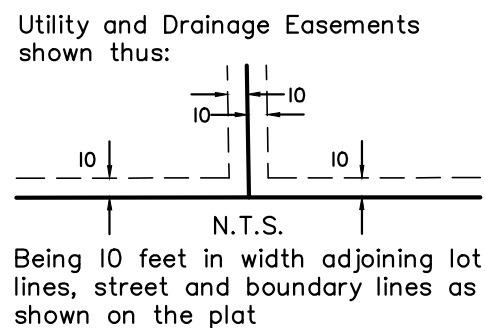 Utility and Drainage Easements
shown thus:
10
10
10
10
N.T.S.
Being 10 feet in width adjoining lot
lines, street and boundary lines as
shown on the plat